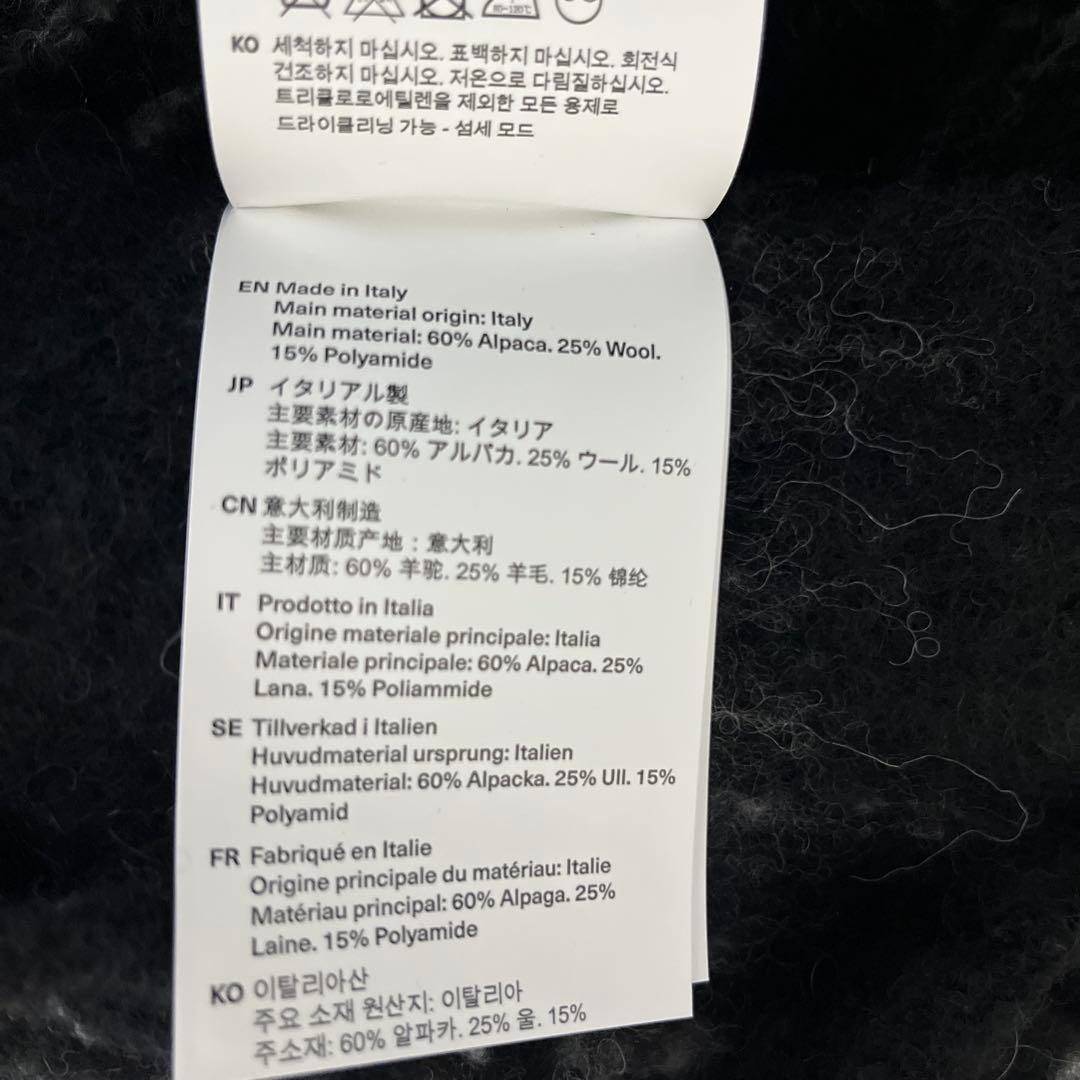 80-120℃
KO 세척하지 마십시오. 표백하지 마십시오. 회전식
건조하지 마십시오. 저온으로 다림질하십시오.
트리클로로에틸렌을 제외한 모든 용제로
드라이클리닝 가능 - 섬세 모드
EN Made in Italy
Main material origin: Italy
Main material: 60% Alpaca. 25% Wool.
15% Polyamide
JP イタリアル製
主要素材の原産地: イタリア
主要素材: 60% アルパカ. 25% ウール. 15%
ポリアミド
CN 意大利制造
主要材质产地：意大利
主材质: 60% 羊驼. 25% 羊毛. 15% 锦纶
IT Prodotto in Italia
Origine materiale principale: Italia
Materiale principale: 60% Alpaca. 25%
Lana. 15% Poliammide
SE Tillverkad i Italien
Huvudmaterial ursprung: Italien
Huvudmaterial: 60% Alpacka. 25% Ull. 15%
Polyamid
FR Fabriqué en Italie
Origine principale du matériau: Italie
Matériau principal: 60% Alpaga. 25%
Laine. 15% Polyamide
KO 이탈리아산
주요 소재 원산지: 이탈리아
주소재: 60% 알파카. 25% 울. 15%